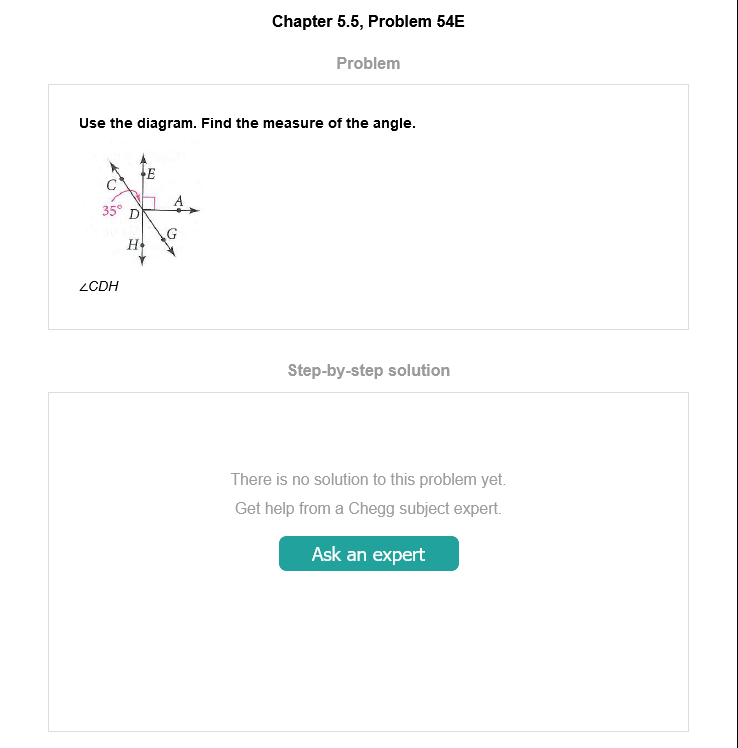 Chapter 5.5, Problem 54E
Problem
Use the diagram. Find the measure of the angle.
E
C
A
35° D
G
H
∠CDH
Step-by-step solution
There is no solution to this problem yet.
Get help from a Chegg subject expert.
Ask an expert